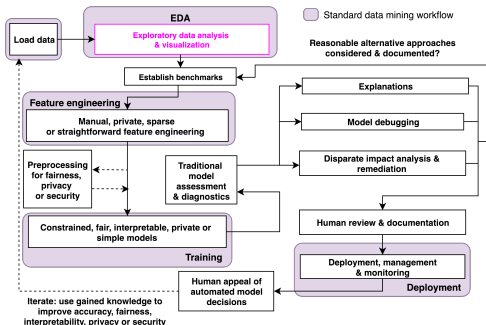 EDA
Standard data mining workflow
Load data
Exploratory data analysis
& visualization
Reasonable alternative approaches
considered & documented?
Establish benchmarks
Explanations
Feature engineering
Manual, private, sparse
or straightforward feature engineering
Model debugging
Preprocessing
for fairness,
privacy
or security
Traditional
model
assessment
& diagnostics
Disparate impact analysis &
remediation
Constrained, fair, interpretable, private or
simple models
Training
Human review & documentation
Deployment, management
& monitoring
Deployment
Human appeal of
automated model
decisions
Iterate: use gained knowledge to
improve accuracy, fairness,
interpretability, privacy or security